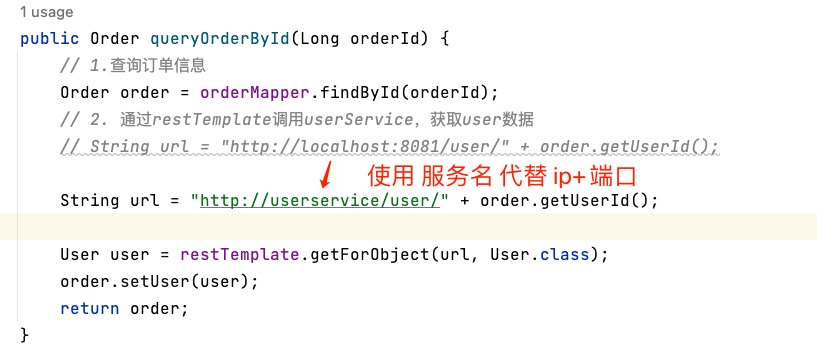 1 usage
public Order queryOrderById(Long orderId) {
// 1.查询订单信息
Order order = orderMapper.findById(orderId);
// 2. 通过restTemplate调用userService，获取user数据
// String url = "http://localhost:8081/user/" + order.getUserId();
使用 服务名 代替 ip+端口
String url = "http://userservice/user/" + order.getUserId();
User user = restTemplate.getForObject(url, User.class);
order.setUser(user);
return order;
}